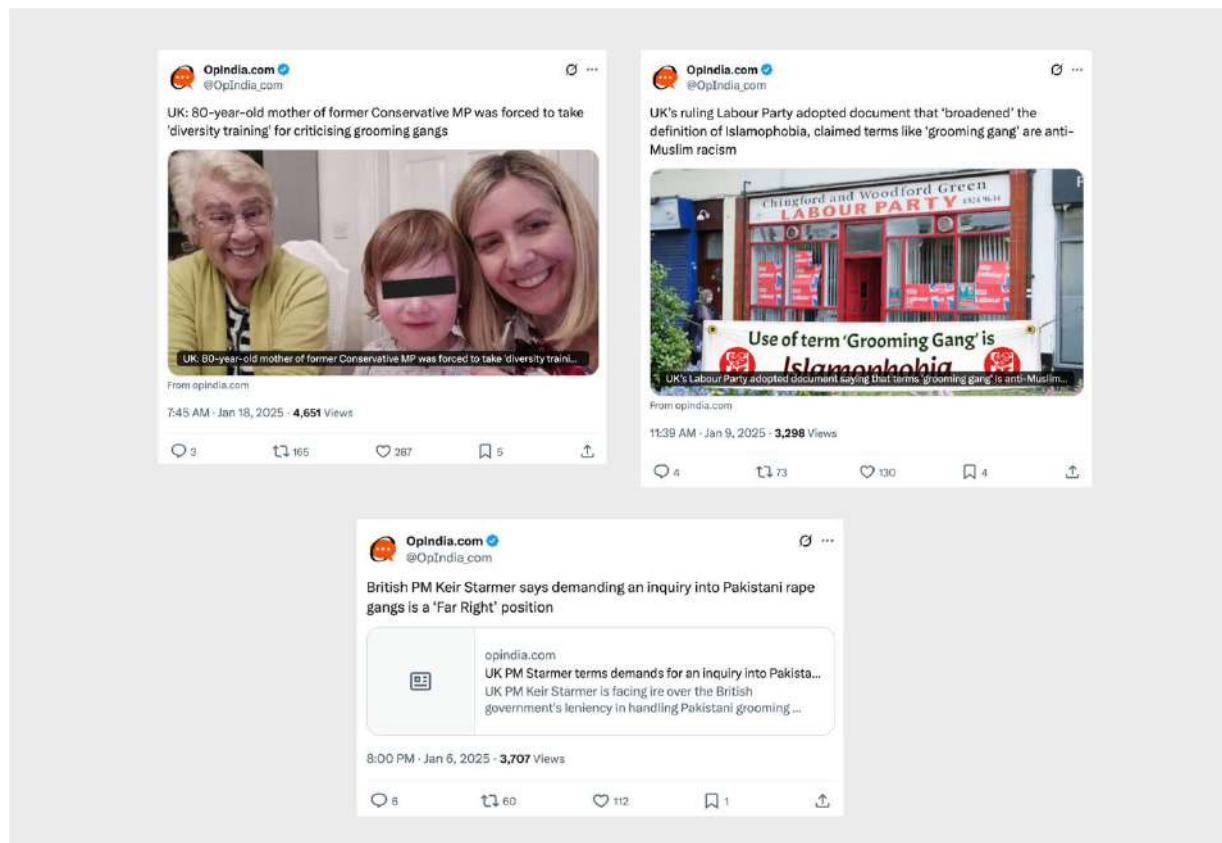 OpIndia.com
@OpIndia_com
UK: 80-year-old mother of former Conservative MP was forced to take
'diversity training' for criticising grooming gangs
UK: 80-year-old mother of former Conservative MP was forced to take 'diversity traini...
From opindia.com
7:45 AM · Jan 18, 2025 · 4,651 Views
3 165 287 5
OpIndia.com
@OpIndia_com
UK's ruling Labour Party adopted document that 'broadened' the
definition of Islamophobia, claimed terms like 'grooming gang' are anti-
Muslim racism
Chingford and Woodford Green
LABOUR PARTY
Use of term 'Grooming Gang' is
Islamophobia
UK's Labour Party adopted document saying that terms 'grooming gang' is anti-Muslim...
From opindia.com
11:39 AM · Jan 9, 2025 · 3,298 Views
4 73 130 4
OpIndia.com
@OpIndia_com
British PM Keir Starmer says demanding an inquiry into Pakistani rape
gangs is a 'Far Right' position
opindia.com
UK PM Starmer terms demands for an inquiry into Pakista...
UK PM Keir Starmer is facing ire over the British
government's leniency in handling Pakistani grooming ...
8:00 PM · Jan 6, 2025 · 3,707 Views
6 60 112 1